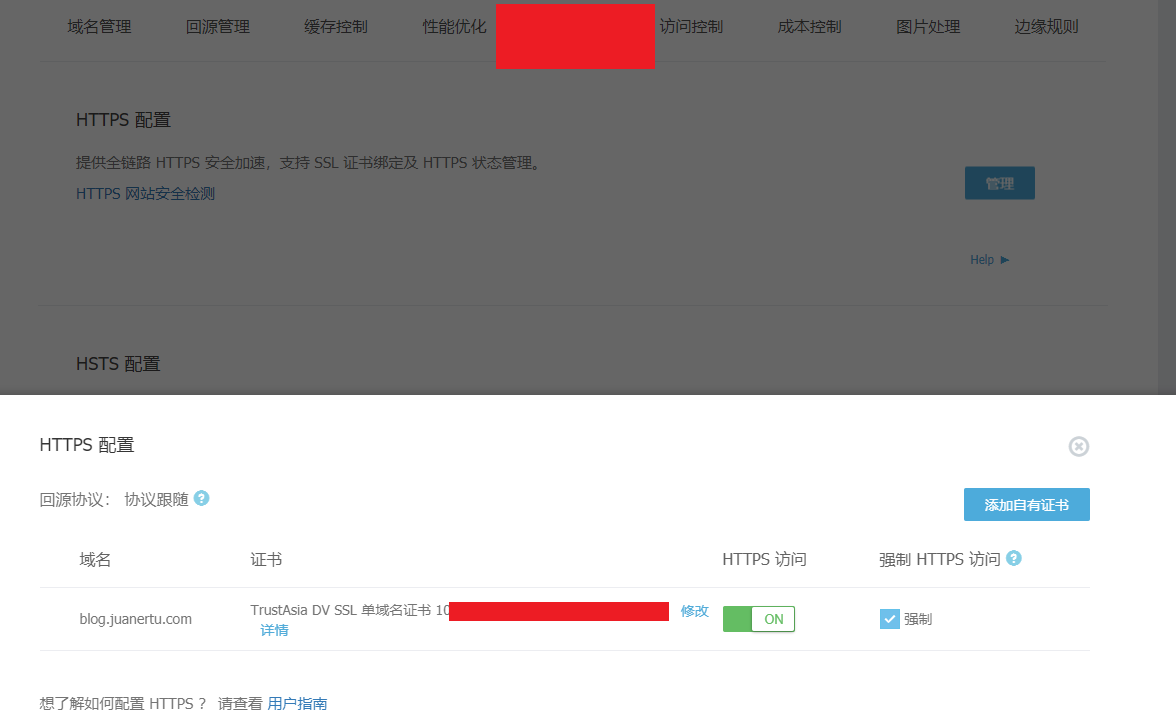 域名管理 回源管理 缓存控制 性能优化 访问控制 成本控制 图片处理 边缘规则
HTTPS 配置
提供全链路 HTTPS 安全加速，支持 SSL 证书绑定及 HTTPS 状态管理。
HTTPS 网站安全检测
管理
Help ▶
HSTS 配置
HTTPS 配置
回源协议： 协议跟随 ?
添加自有证书
域名 证书 HTTPS 访问 强制 HTTPS 访问 ?
blog.juanertu.com TrustAsia DV SSL 单域名证书 10 修改 ON 强制
详情
想了解如何配置 HTTPS ？ 请查看 用户指南